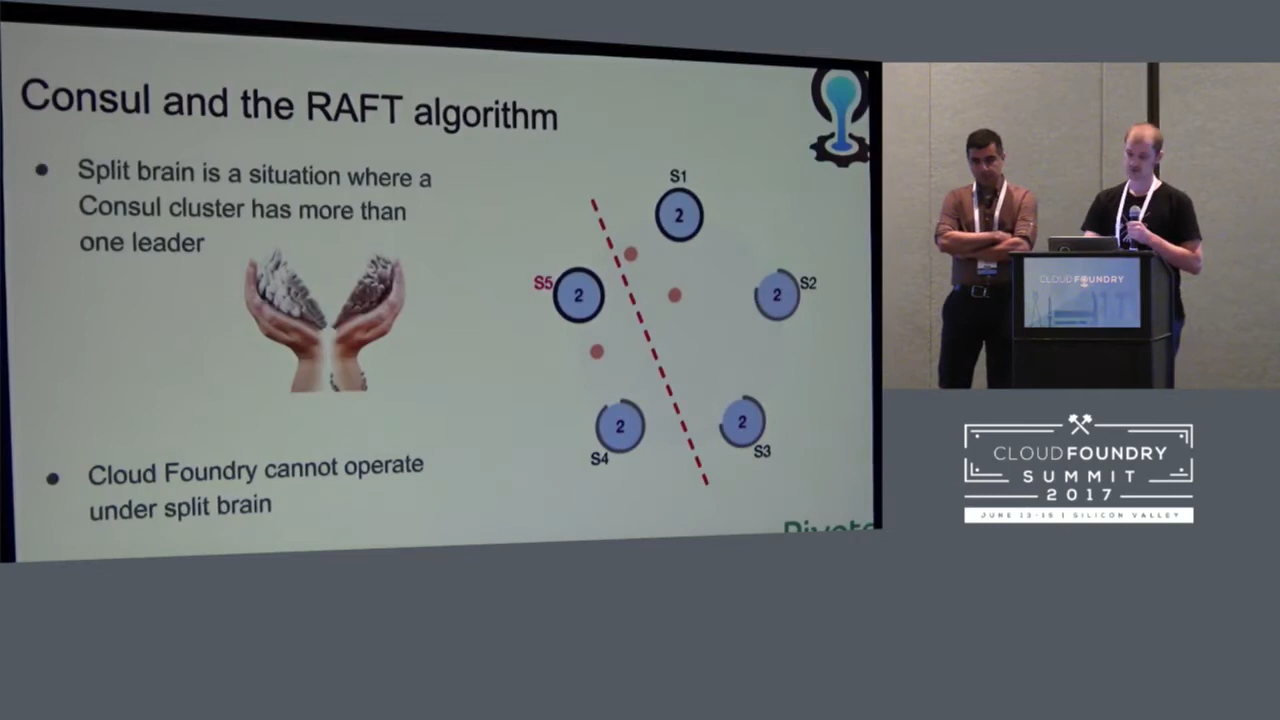 Consul and the RAFT algorithm
Split brain is a situation where a
Consul cluster has more than
one leader
Cloud Foundry cannot operate
under split brain
S1
2
S5
2
2
S2
2
S4
2
S3
CLOUD FOUNDRY
CLOUD FOUNDRY
SUMMIT
2017
JUNE 13-15 | SILICON VALLEY